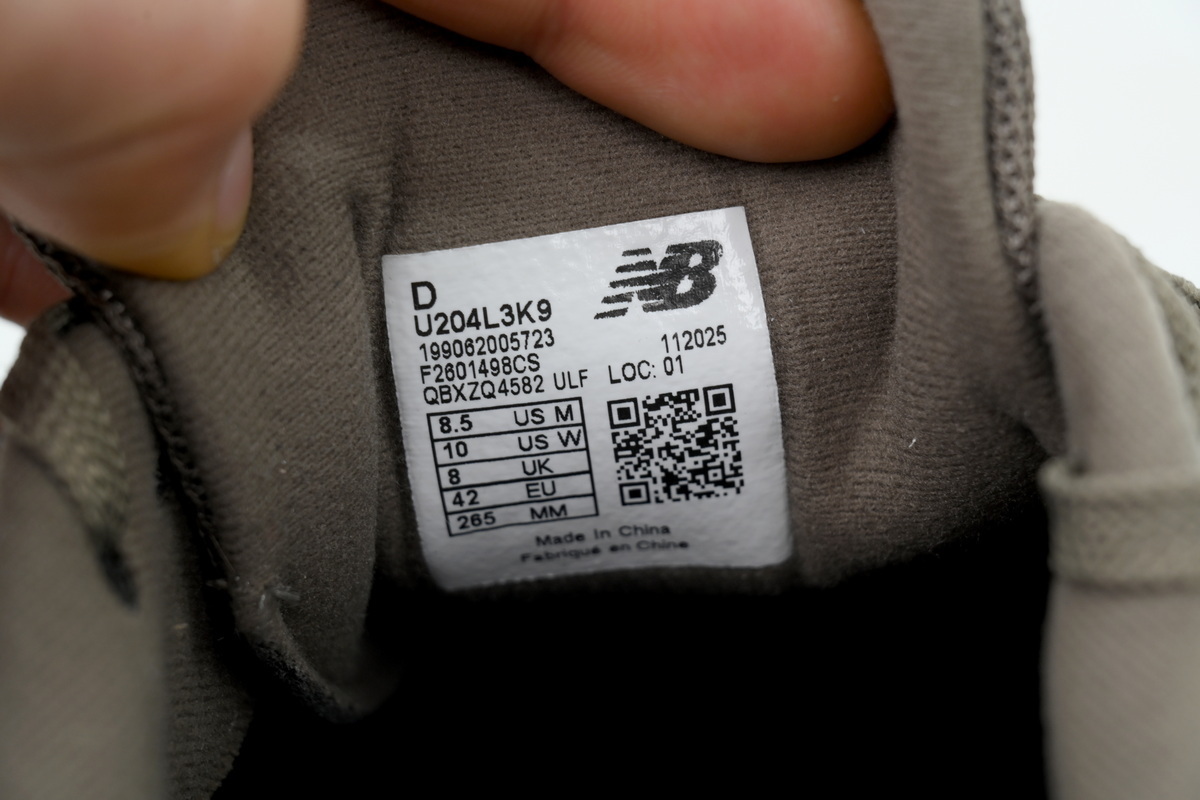 D
NB
U204L3K9
199062005723
112025
F2601498CS
LOC: 01
QBXZQ4582 ULF
8.5 US M
10 US W
8 UK
42 EU
265 MM
Made In China
Fabriqué en Chine